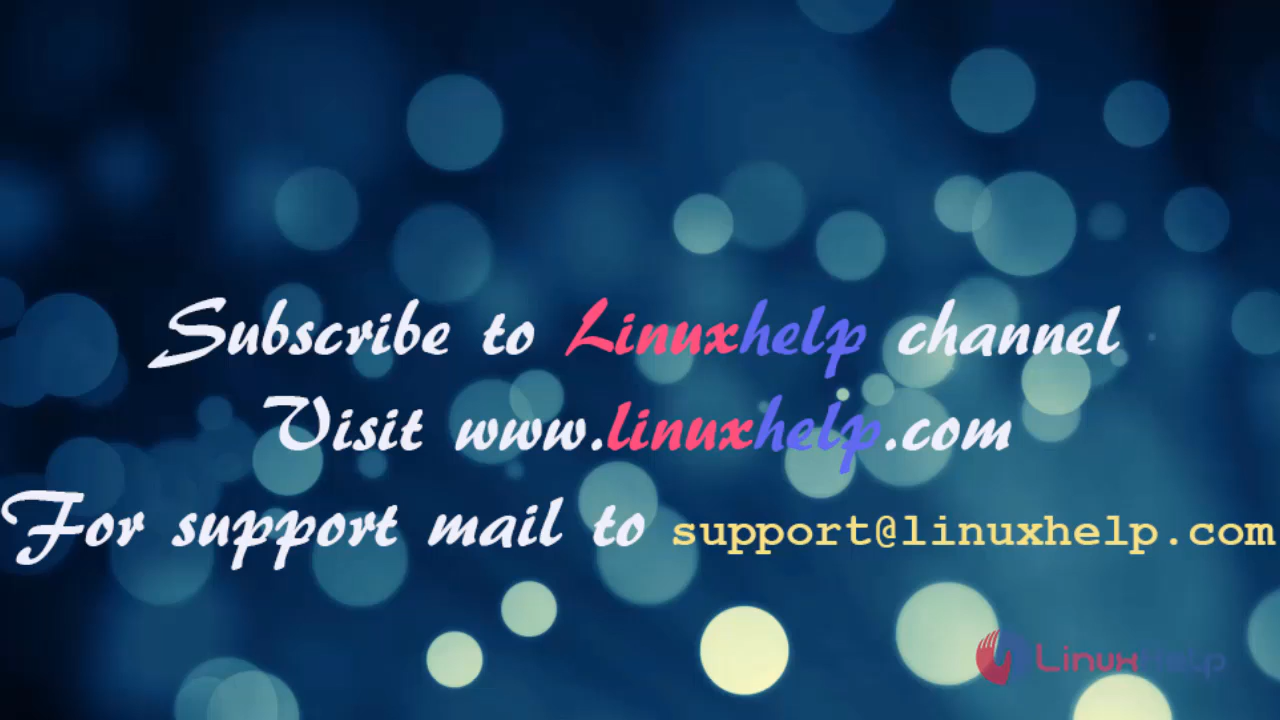 Subscribe to Linuxhelp channel
Visit www.linuxhelp.com
For support mail to support@linuxhelp.com
LinuxHelp